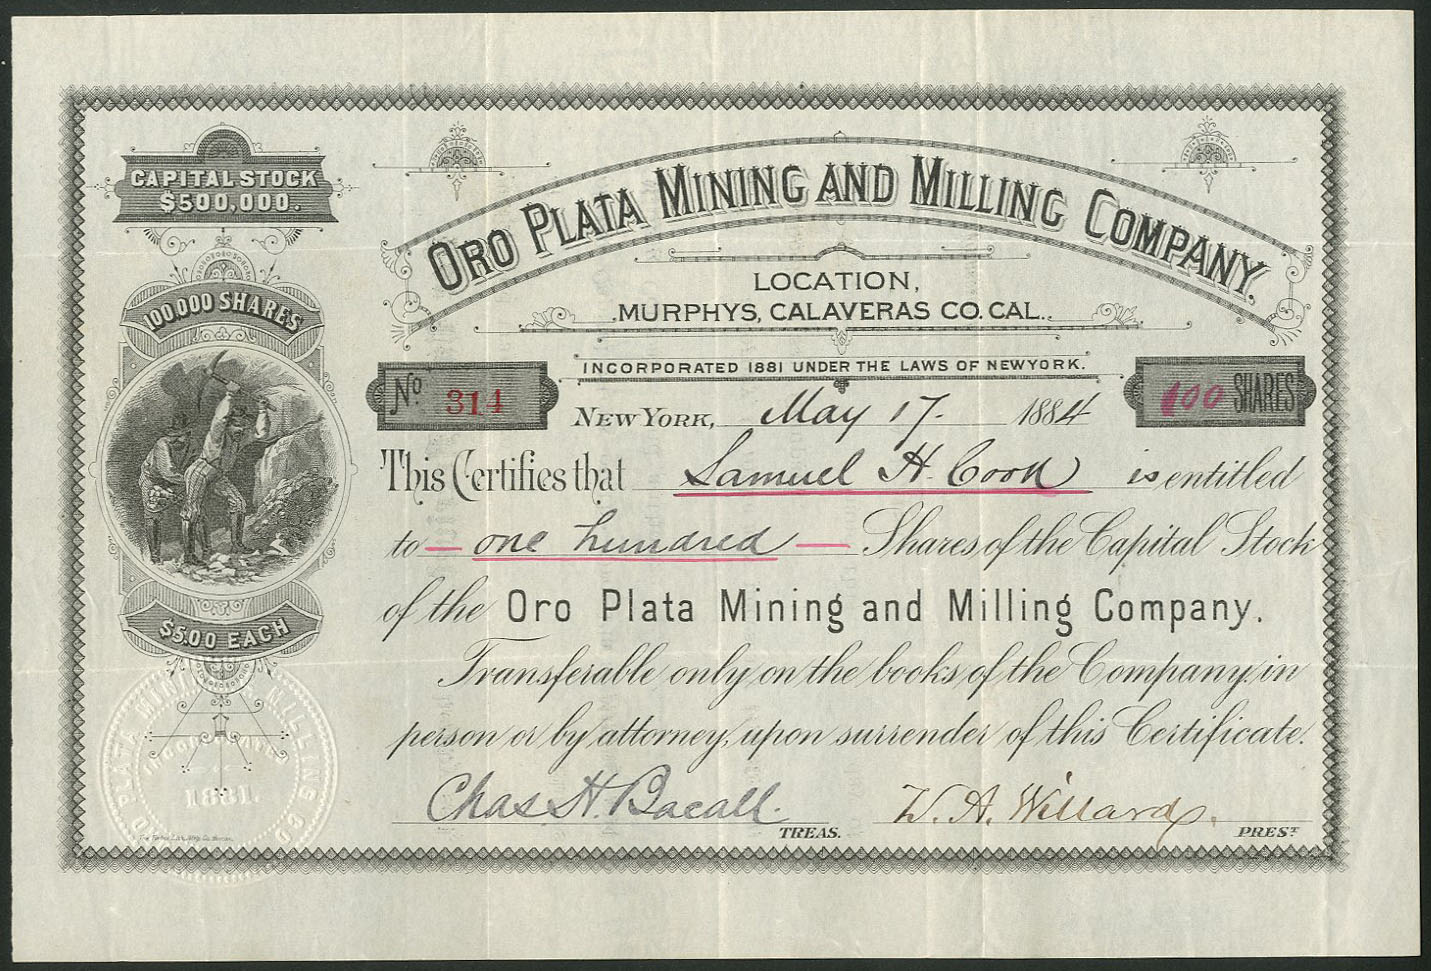 CAPITAL STOCK
$500,000.
100,000 SHARES
$5.00 EACH
ORO PLATA MINING AND MILLING COMPANY.
LOCATION,
MURPHYS, CALAVERAS CO. CAL.
INCORPORATED 1881 UNDER THE LAWS OF NEWYORK.
No 314
100 SHARES
NEW YORK, May 17. 1884
This Certifies that Samuel H. Cook is entitled
to — one hundred — Shares of the Capital Stock
of the Oro Plata Mining and Milling Company.
Transferable only on the books of the Company, in
person or by attorney, upon surrender of this Certificate.
Chas H. Bacall.
TREAS.
W. A. Willard.
PREST
PLATA MINING & MILLING CO
1881.